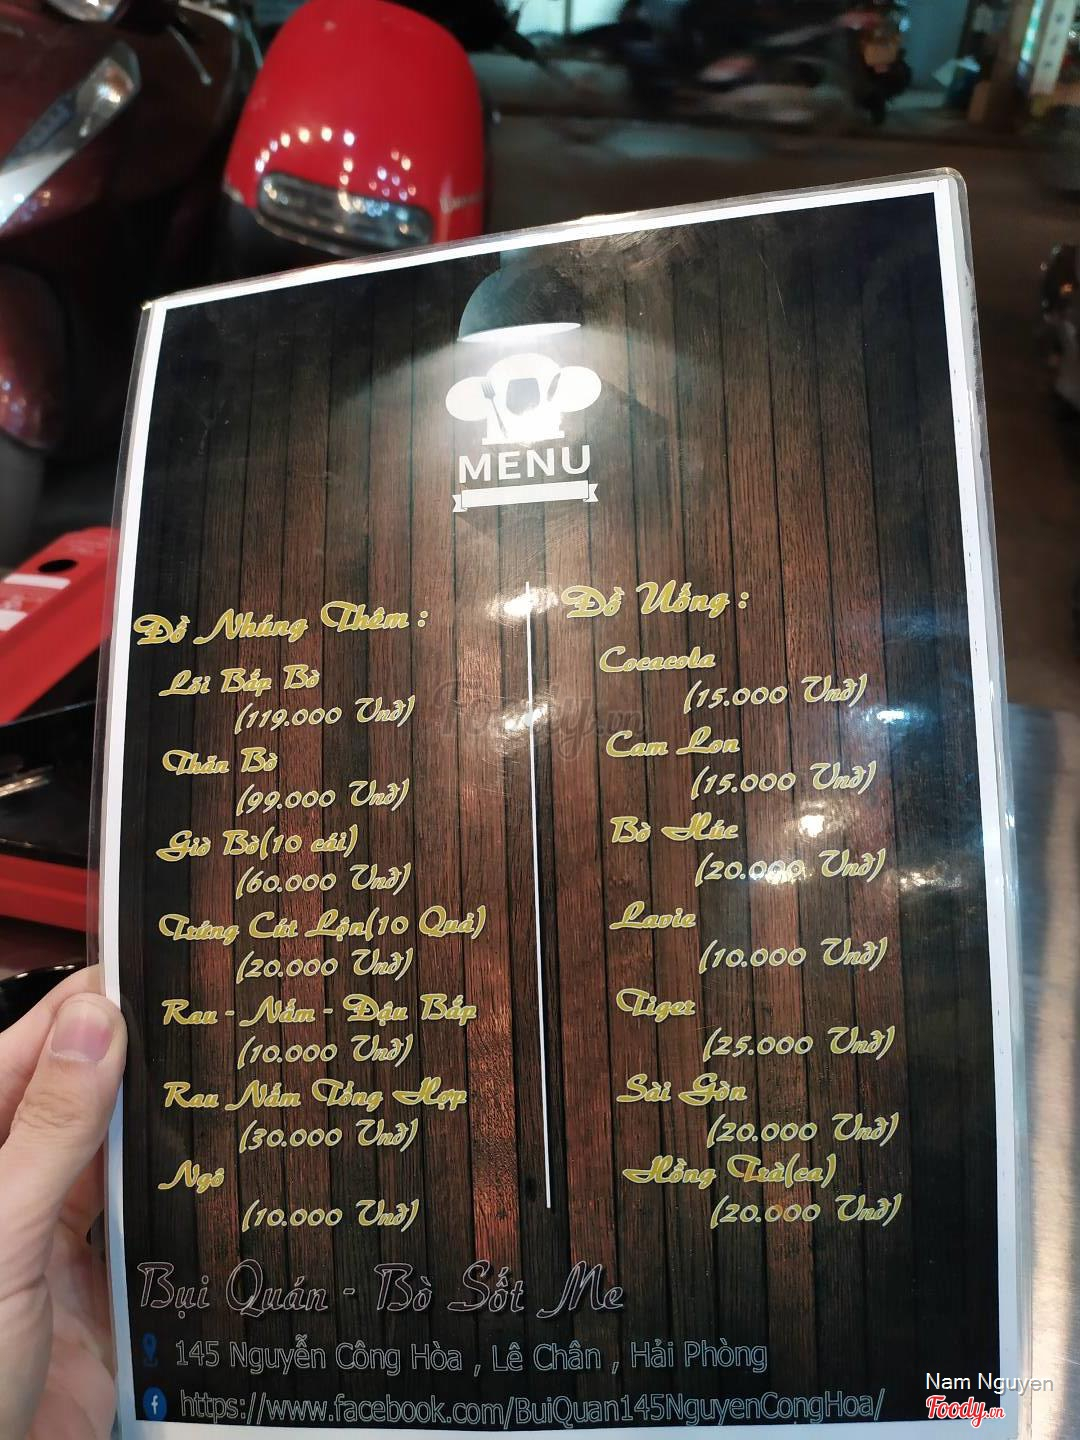 MENU
Đồ Nhúng Thêm :
Lõi Bắp Bò
(119.000 Vnđ)
Thăn Bò
(99.000 Vnđ)
Giò Bò(10 cái)
(60.000 Vnđ)
Trứng Cút Lộn(10 Quả)
(20.000 Vnđ)
Rau - Nấm - Đậu Bắp
(10.000 Vnđ)
Rau Nấm Tổng Hợp
(30.000 Vnđ)
Ngô
(10.000 Vnđ)
Đồ Uống :
Cocacola
(15.000 Vnđ)
Cam Lon
(15.000 Vnđ)
Bò Húc
(20.000 Vnđ)
Lavie
(10.000 Vnđ)
Tiger
(25.000 Vnđ)
Sài Gòn
(20.000 Vnđ)
Hồng Trà(ca)
(20.000 Vnđ)
Bụi Quán - Bò Sốt Me
145 Nguyễn Công Hòa , Lê Chân , Hải Phòng
https://www.facebook.com/BuiQuan145NguyenCongHoa/
Foody.vn
Nam Nguyen
Foody.vn